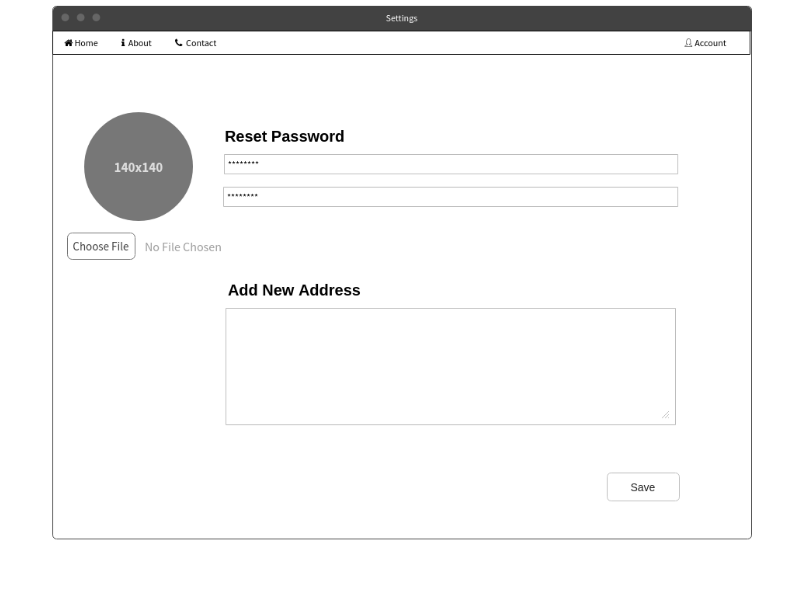 Settings
Home About Contact Account
140x140
Reset Password
********
********
Choose File No File Chosen
Add New Address
Save